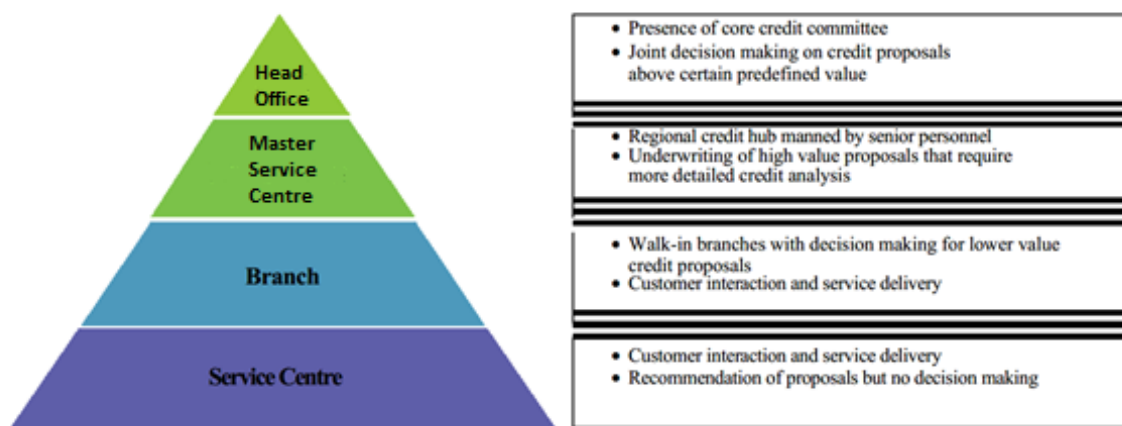 Head
Office
• Presence of core credit committee
• Joint decision making on credit proposals
above certain predefined value
Master
Service
Centre
• Regional credit hub manned by senior personnel
• Underwriting of high value proposals that require
more detailed credit analysis
Branch
• Walk-in branches with decision making for lower value
credit proposals
• Customer interaction and service delivery
Service Centre
• Customer interaction and service delivery
• Recommendation of proposals but no decision making